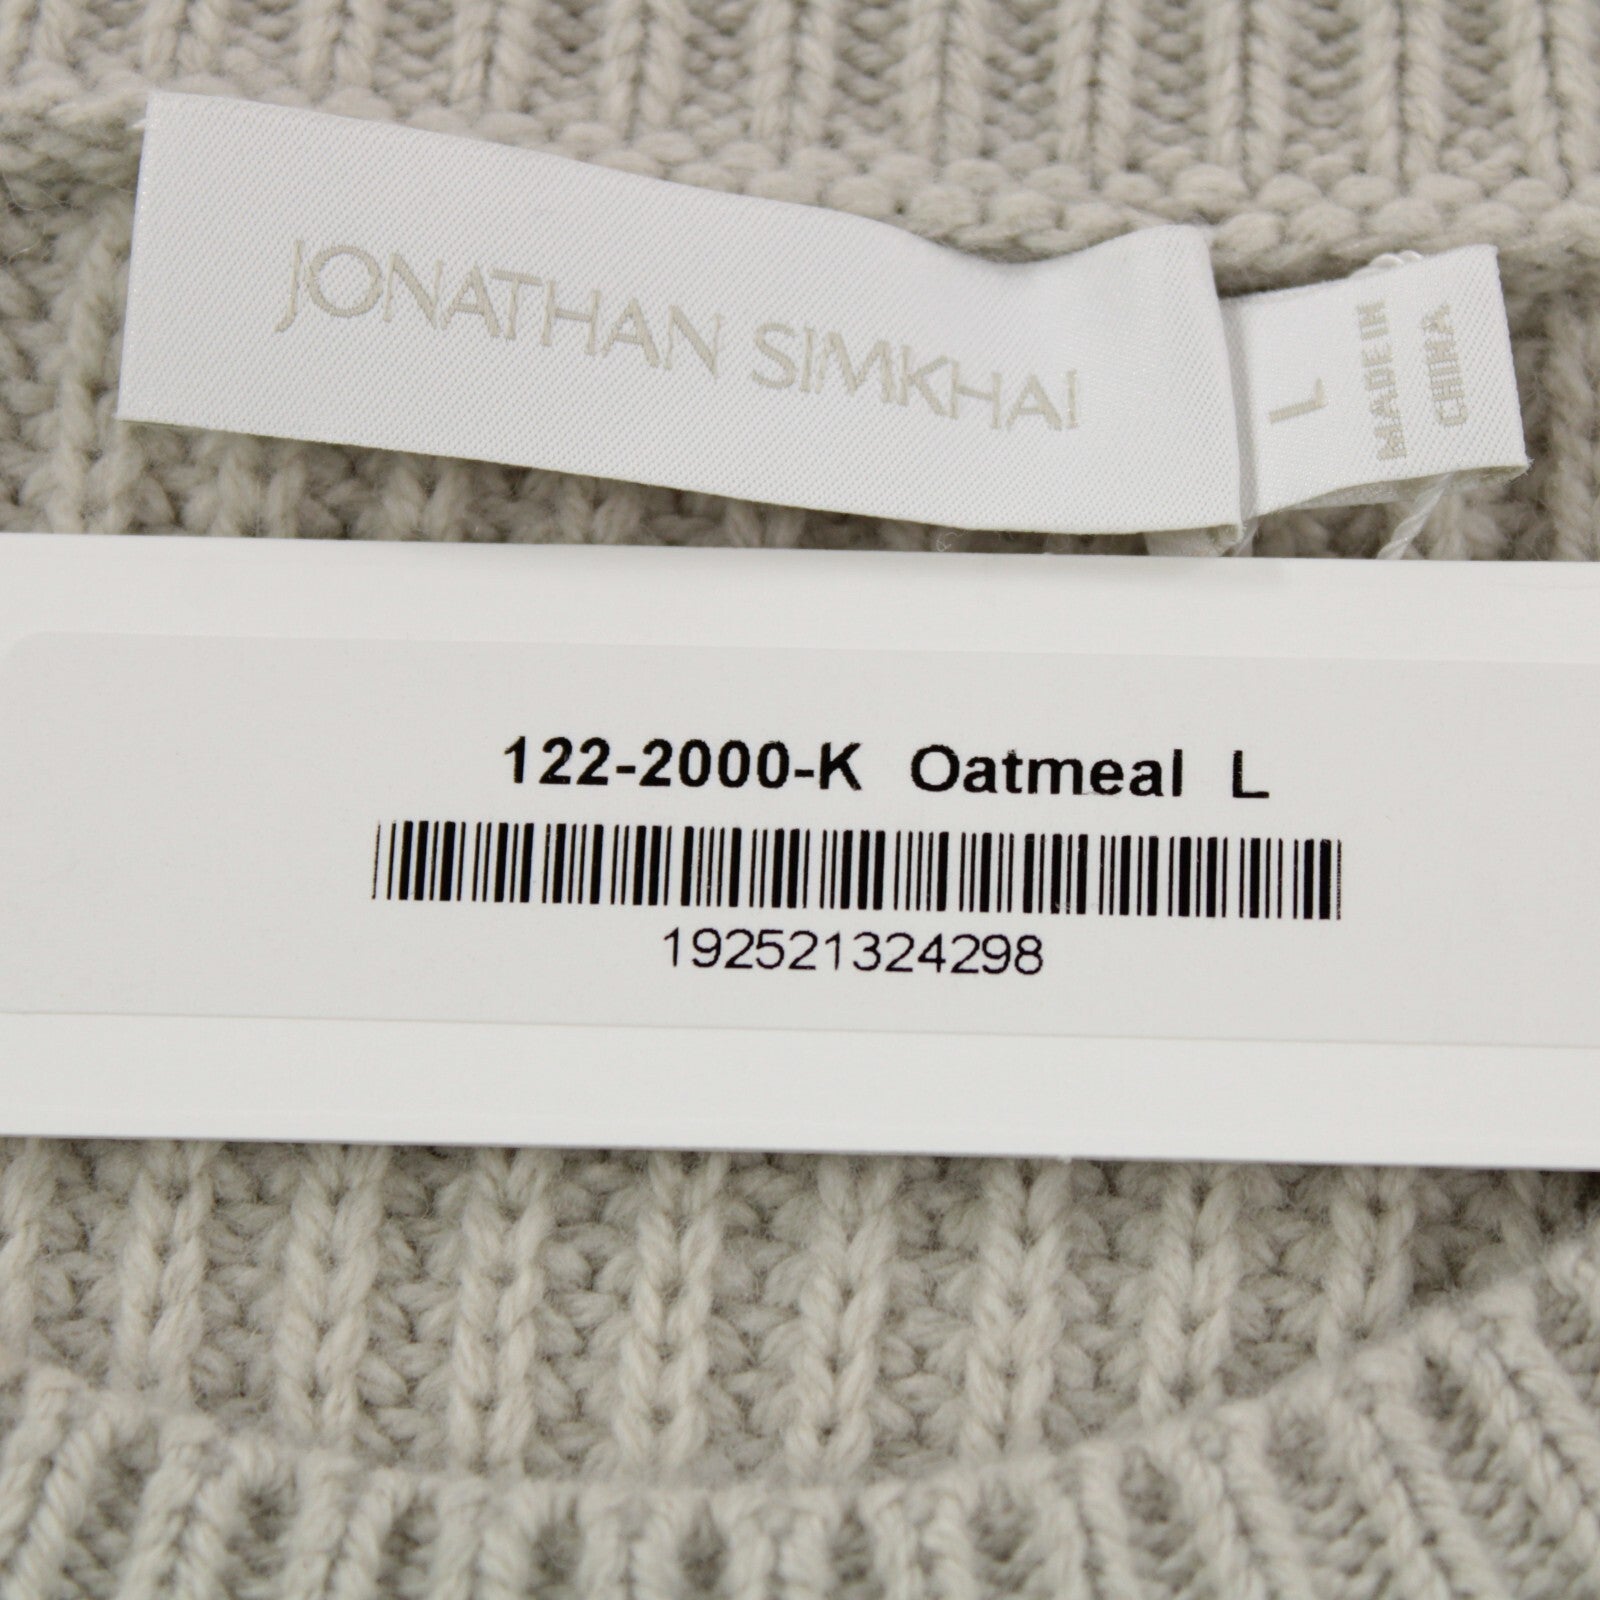 JONATHAN SIMKHAI
L
MADE IN
CHINA
122-2000-K Oatmeal L
192521324298